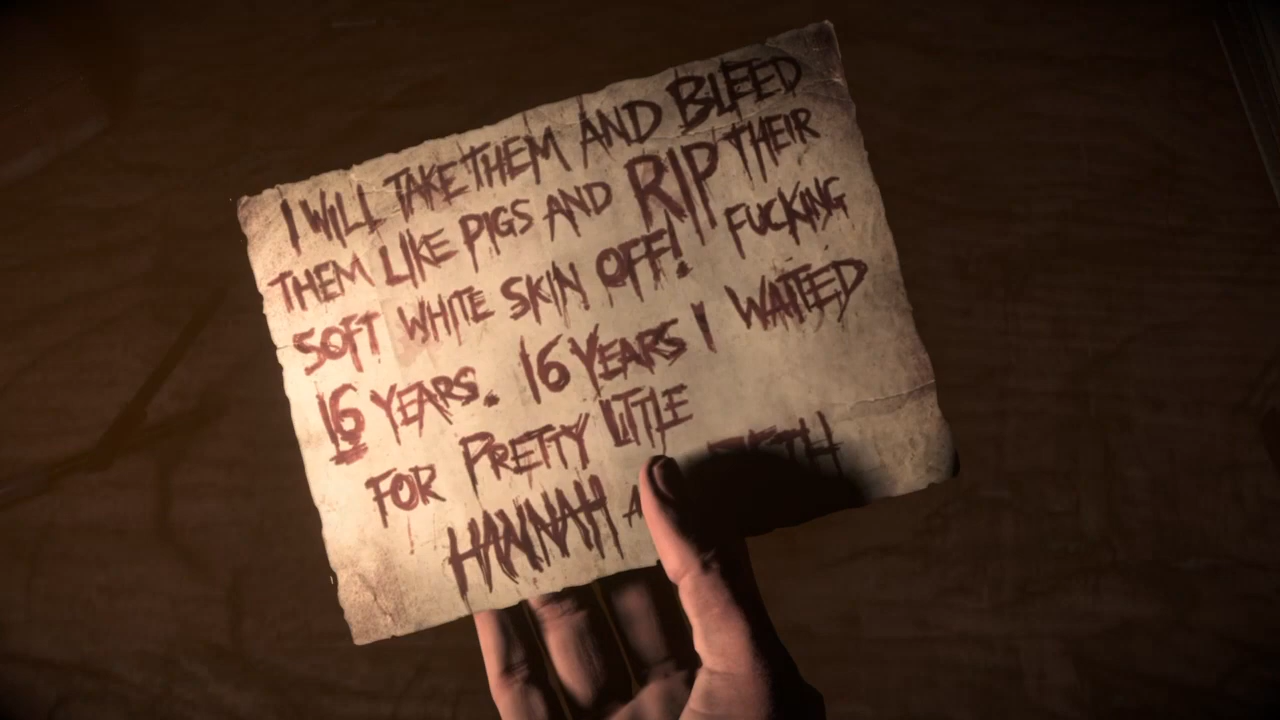 I WILL TAKE THEM AND BLEED
THEM LIKE PIGS AND RIP THEIR
SOFT WHITE SKIN OFF! FUCKING
16 YEARS. 16 YEARS I WAITED
FOR PRETTY LITTLE
HANNAH